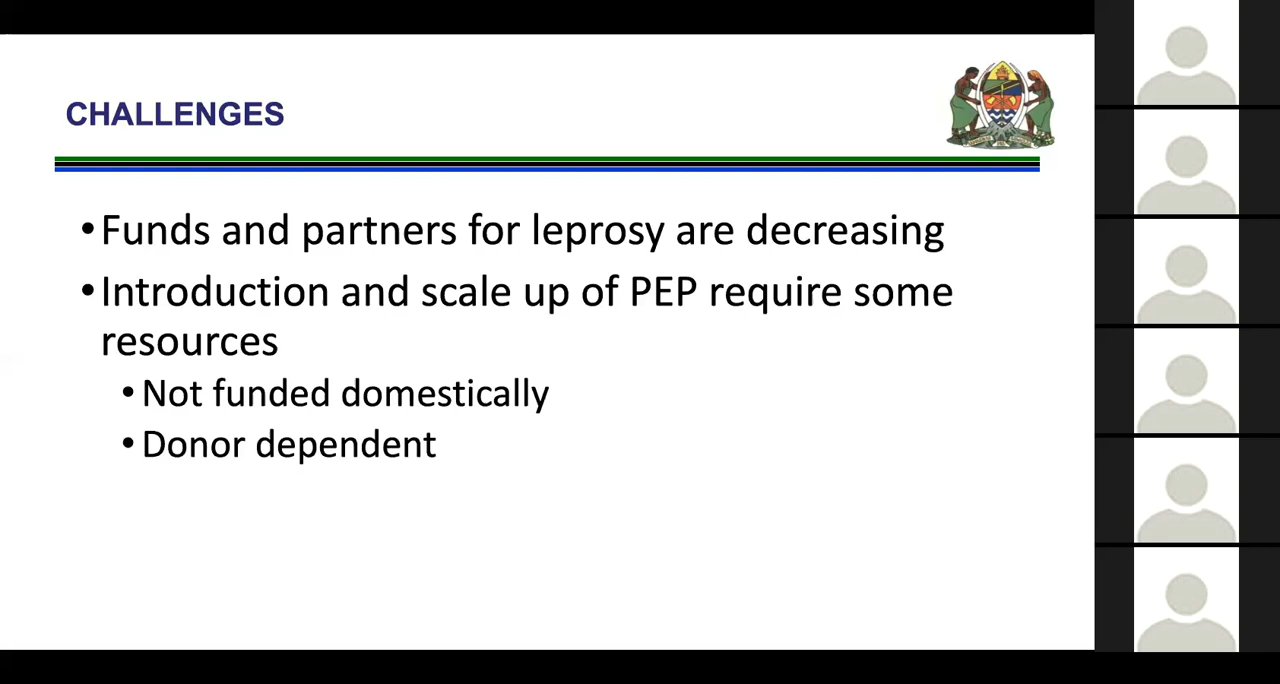 CHALLENGES
•Funds and partners for leprosy are decreasing
•Introduction and scale up of PEP require some
resources
•Not funded domestically
•Donor dependent